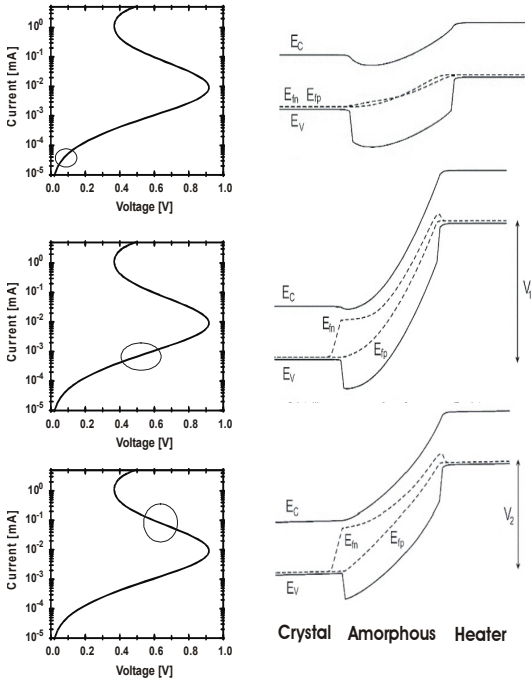 Current [mA]
10⁰
10⁻¹
10⁻²
10⁻³
10⁻⁴
10⁻⁵
0.0 0.2 0.4 0.6 0.8 1.0
Voltage [V]
E_C
E_fn E_fp
E_V
Current [mA]
10⁰
10⁻¹
10⁻²
10⁻³
10⁻⁴
10⁻⁵
0.0 0.2 0.4 0.6 0.8 1.0
Voltage [V]
E_C
E_fn
E_fp
E_V
V_1
Current [mA]
10⁰
10⁻¹
10⁻²
10⁻³
10⁻⁴
10⁻⁵
0.0 0.2 0.4 0.6 0.8 1.0
Voltage [V]
E_C
E_fn
E_fp
E_V
V_2
Crystal Amorphous Heater